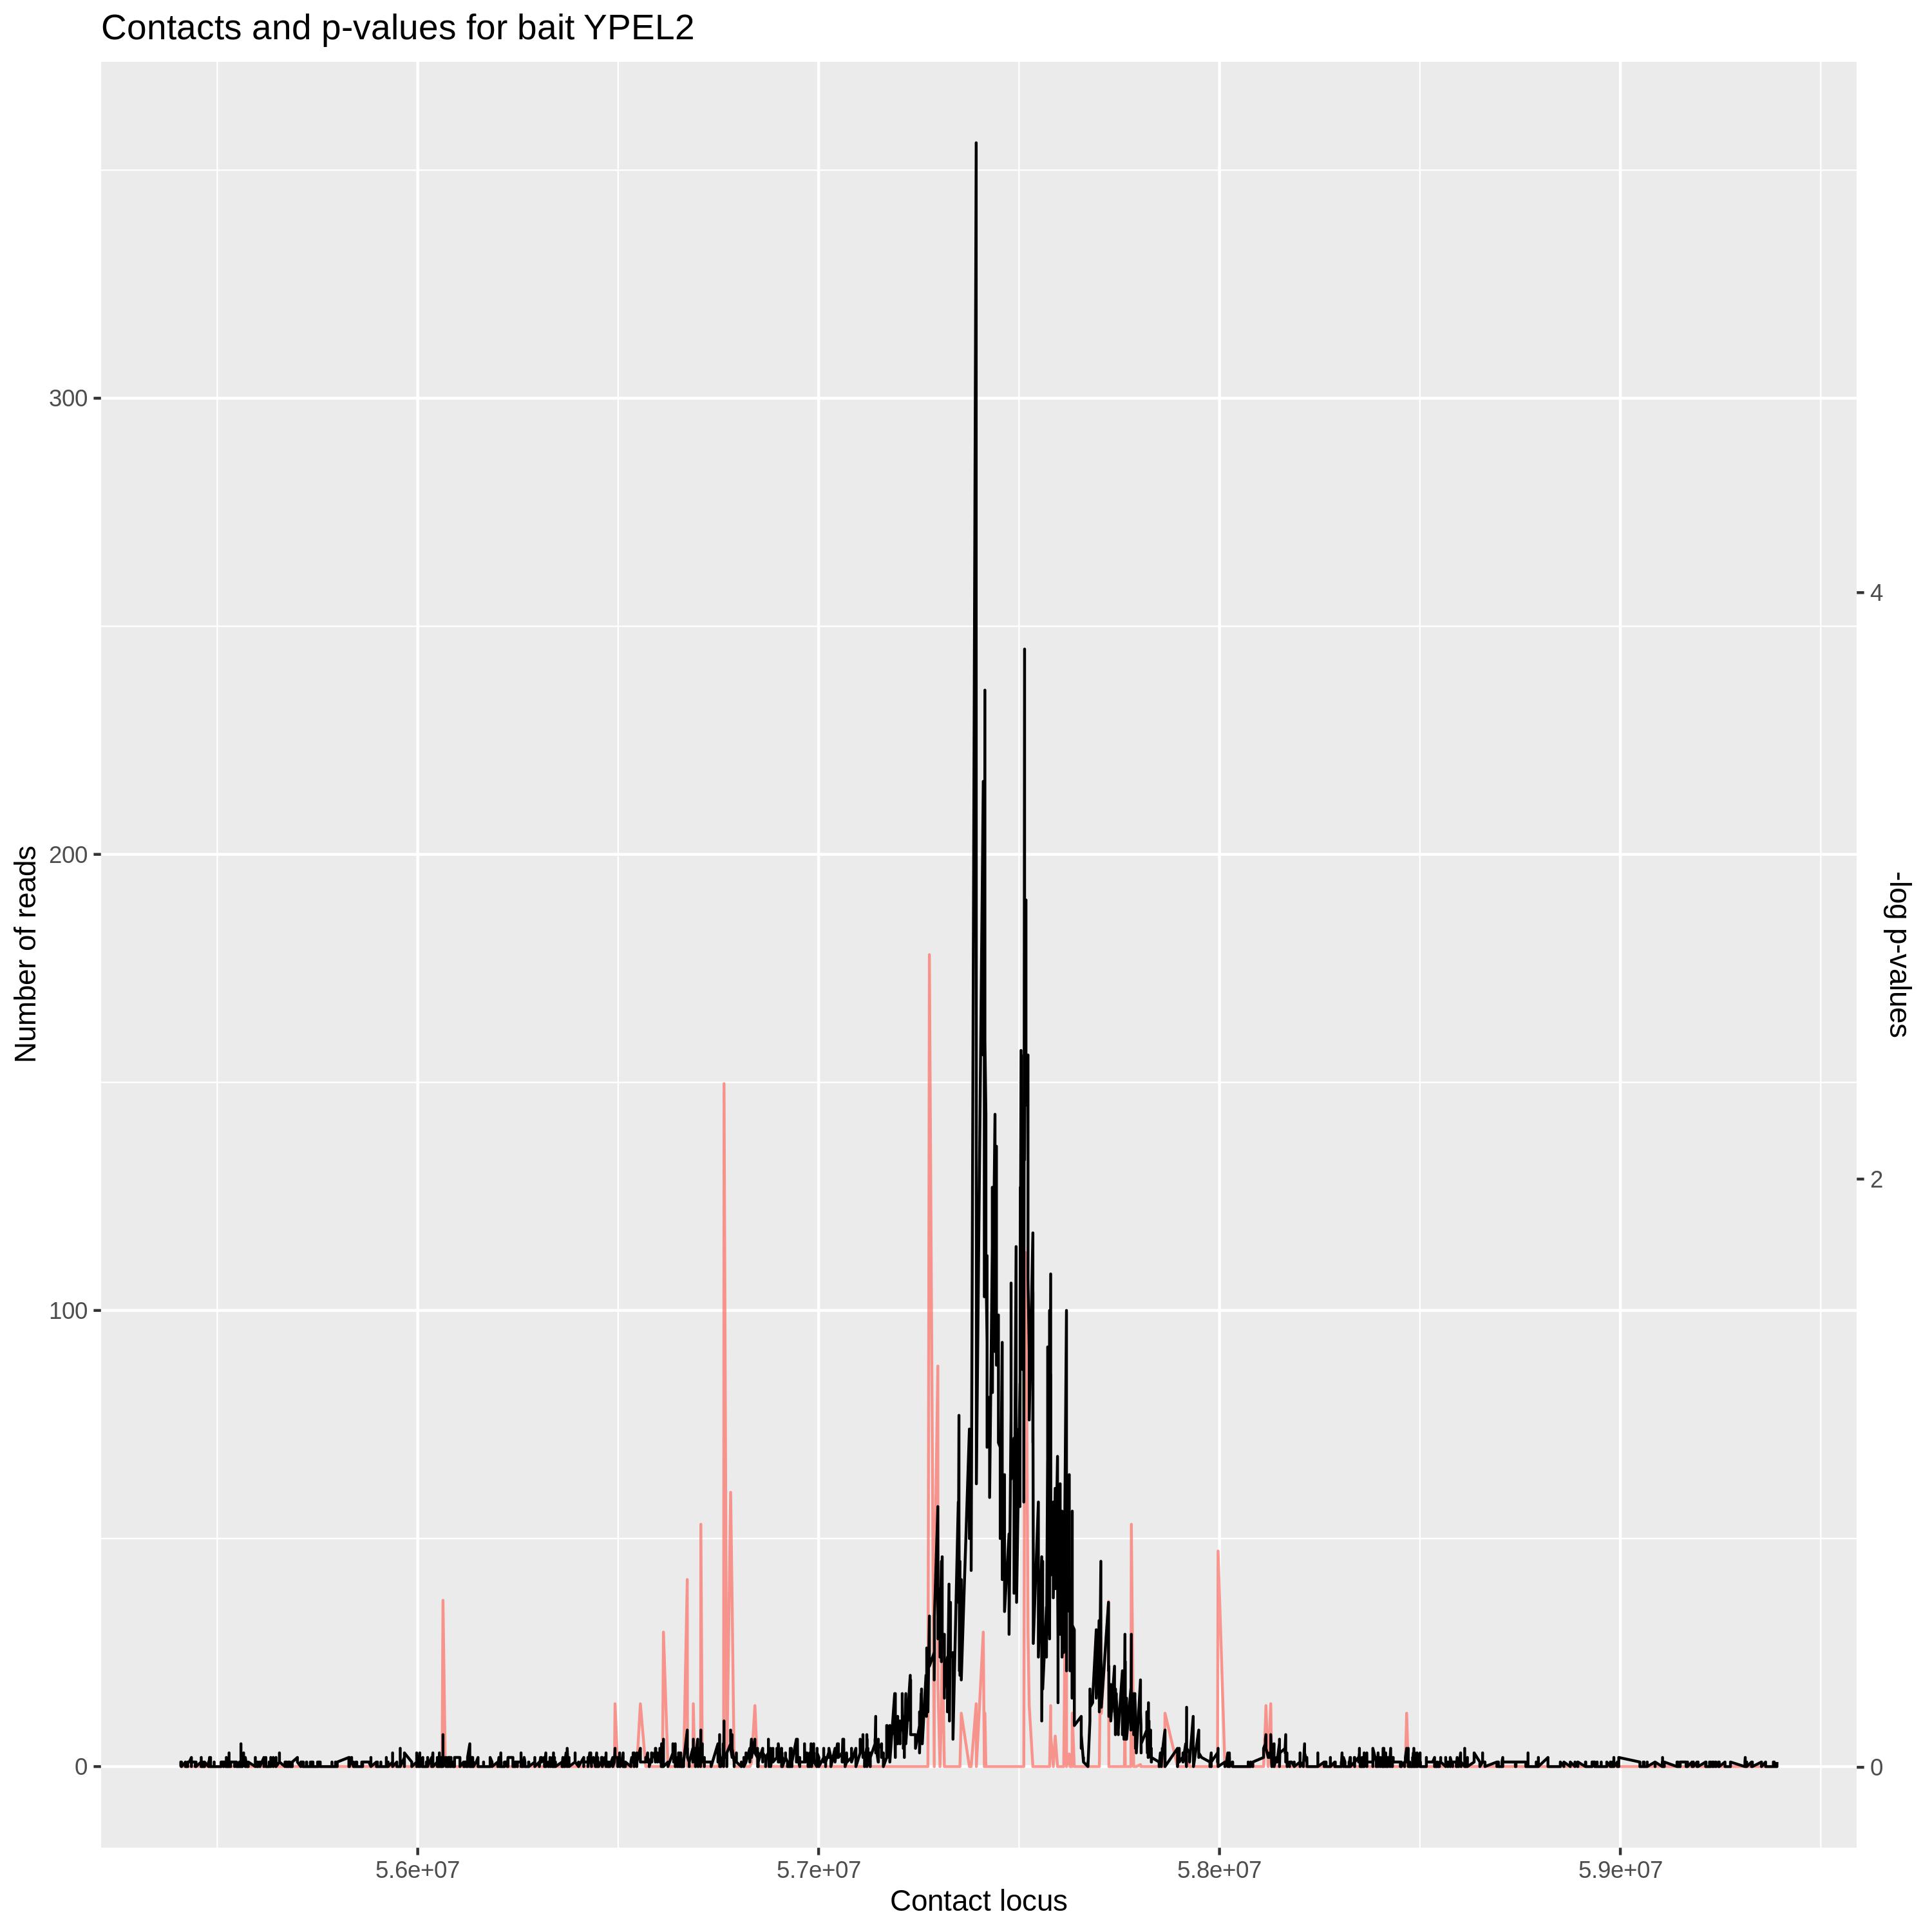 Contacts and p-values for bait YPEL2
Number of reads
300
200
100
0
-log p-values
4
2
0
5.6e+07
5.7e+07
5.8e+07
5.9e+07
Contact locus